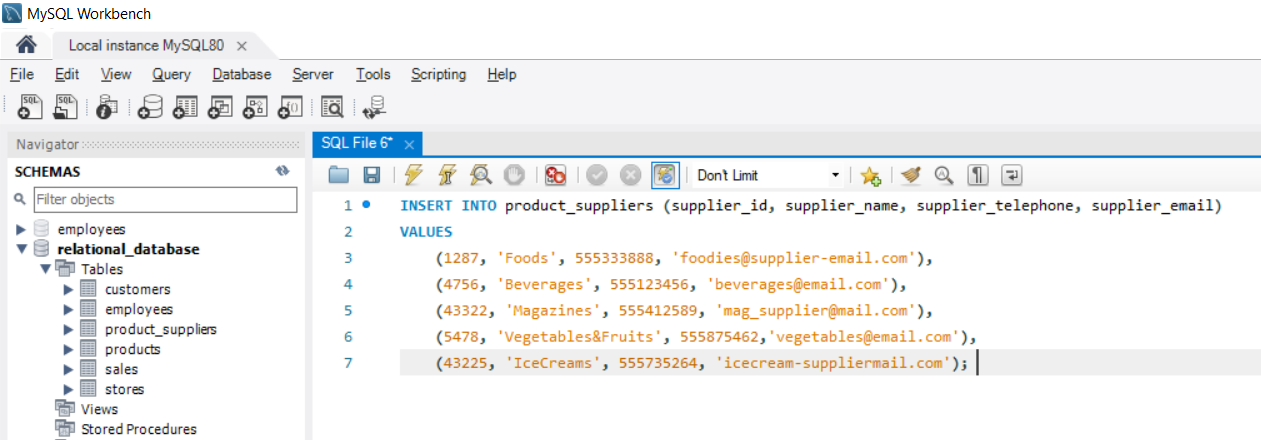 MySQL Workbench
Local instance MySQL80
File Edit View Query Database Server Tools Scripting Help
Navigator
SCHEMAS
Filter objects
employees
relational_database
Tables
customers
employees
product_suppliers
products
sales
stores
Views
Stored Procedures
SQL File 6*
Don't Limit
1 INSERT INTO product_suppliers (supplier_id, supplier_name, supplier_telephone, supplier_email)
2 VALUES
3 (1287, 'Foods', 555333888, 'foodies@supplier-email.com'),
4 (4756, 'Beverages', 555123456, 'beverages@email.com'),
5 (43322, 'Magazines', 555412589, 'mag_supplier@mail.com'),
6 (5478, 'Vegetables&Fruits', 555875462,'vegetables@email.com'),
7 (43225, 'IceCreams', 555735264, 'icecream-suppliermail.com');